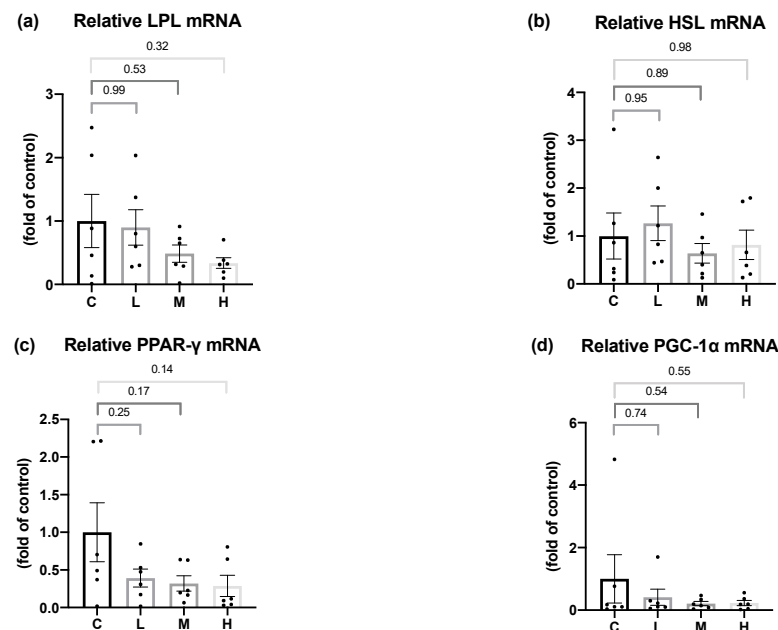 (a) Relative LPL mRNA
0.32
0.53
0.99
(fold of control)
3
2
1
0
C L M H
(b) Relative HSL mRNA
0.98
0.89
0.95
(fold of control)
4
3
2
1
0
C L M H
(c) Relative PPAR-γ mRNA
0.14
0.17
0.25
(fold of control)
2.5
2.0
1.5
1.0
0.5
0.0
C L M H
(d) Relative PGC-1α mRNA
0.55
0.54
0.74
(fold of control)
6
4
2
0
C L M H